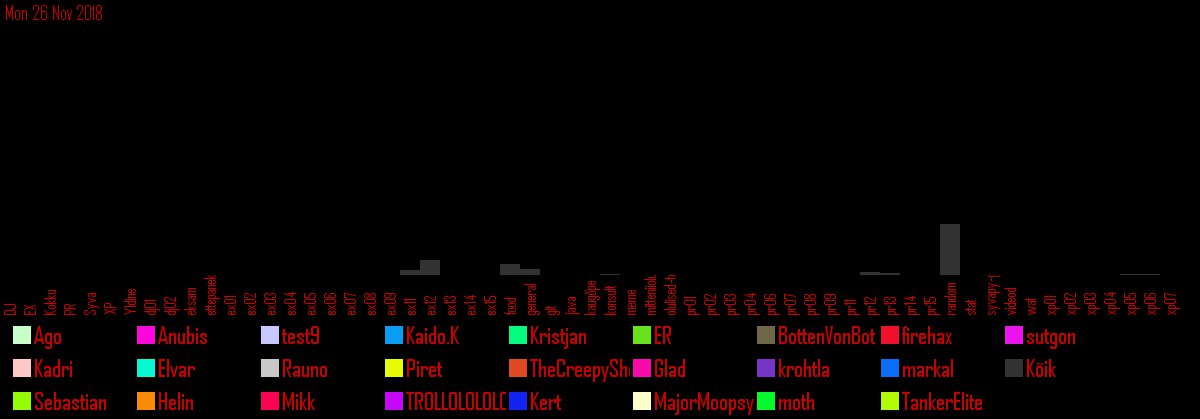 Mon 26 Nov 2018
DJ EX Kokku PR Syva XP Yldine dj01 dj02 eksam ettepanek ex01 ex02 ex03 ex04 ex05 ex06 ex07 ex08 ex09 ex11 ex12 ex13 ex14 ex15 food general git java kaugõpe konsult meme olulised-h pr01 pr02 pr03 pr04 pr06 pr07 pr08 pr09 pr11 pr12 pr13 pr14 pr15 random stat videod wat xp01 xp02 xp03 xp04 xp05 xp06 xp07
Ago Anubis test9 Kaido.K Kristjan ER BottenVonBot firehax sutgon
Kadri Elvar Rauno Piret TheCreepySh Glad krohtla markal Kõik
Sebastian Helin Mikk TROLLOLOLOLO Kert MajorMoopsy moth TankerElite